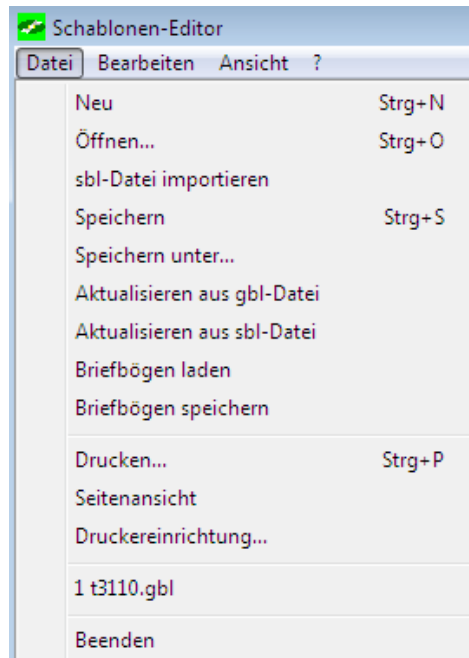 Schablonen-Editor
Datei Bearbeiten Ansicht ?
Neu Strg+N
Öffnen... Strg+O
sbl-Datei importieren
Speichern Strg+S
Speichern unter...
Aktualisieren aus gbl-Datei
Aktualisieren aus sbl-Datei
Briefbögen laden
Briefbögen speichern
Drucken... Strg+P
Seitenansicht
Druckereinrichtung...
1 t3110.gbl
Beenden